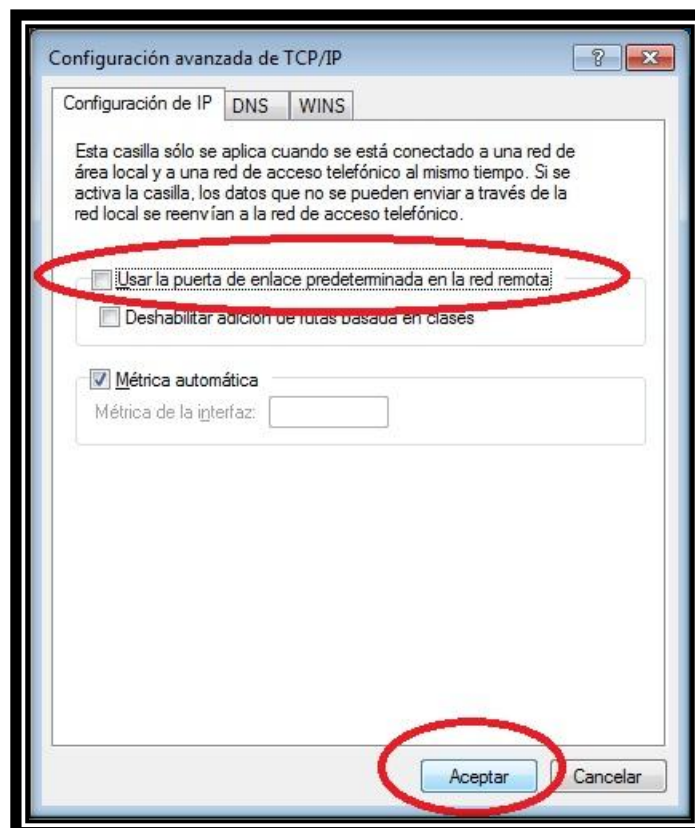 Configuración avanzada de TCP/IP
Configuración de IP
DNS
WINS
Esta casilla sólo se aplica cuando se está conectado a una red de
área local y a una red de acceso telefónico al mismo tiempo. Si se
activa la casilla, los datos que no se pueden enviar a través de la
red local se reenvían a la red de acceso telefónico.
Usar la puerta de enlace predeterminada en la red remota
Deshabilitar adición de rutas basada en clases
Métrica automática
Métrica de la interfaz:
Aceptar
Cancelar